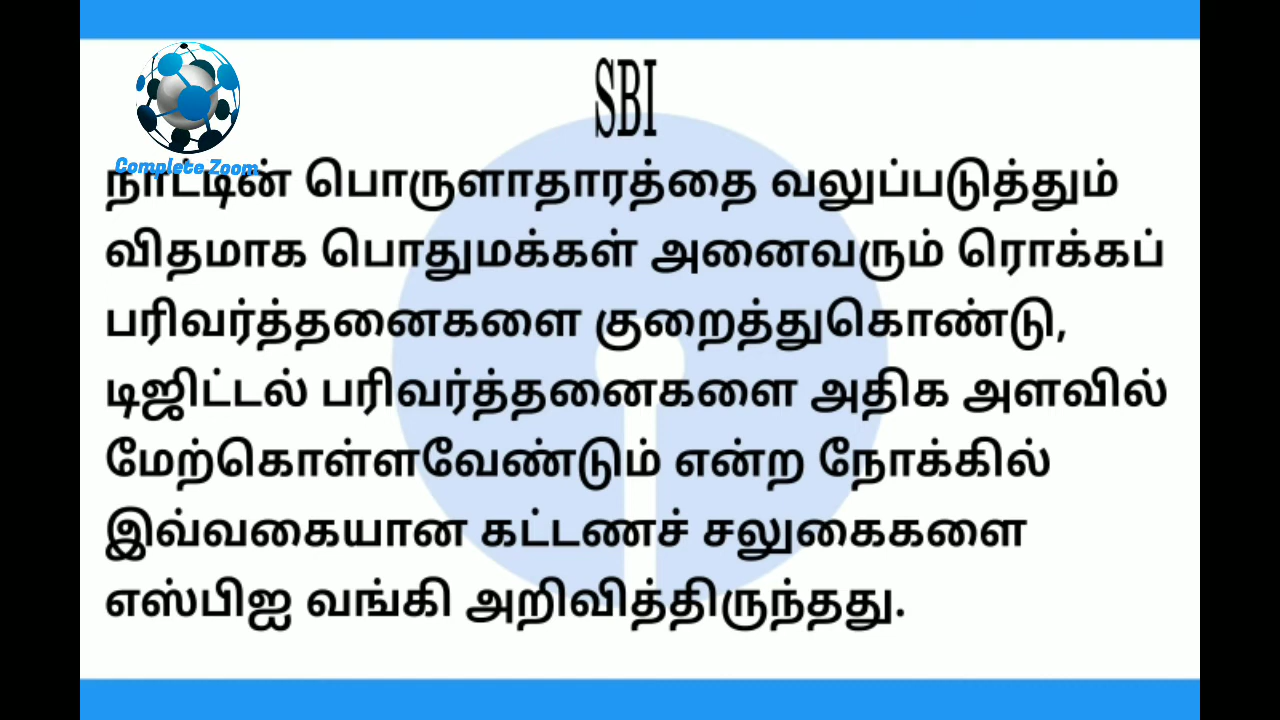 SBI
Complete Zoom
நாட்டின் பொருளாதாரத்தை வலுப்படுத்தும்
விதமாக பொதுமக்கள் அனைவரும் ரொக்கப்
பரிவர்த்தனைகளை குறைத்துகொண்டு,
டிஜிட்டல் பரிவர்த்தனைகளை அதிக அளவில்
மேற்கொள்ளவேண்டும் என்ற நோக்கில்
இவ்வகையான கட்டணச் சலுகைகளை
எஸ்பிஐ வங்கி அறிவித்திருந்தது.